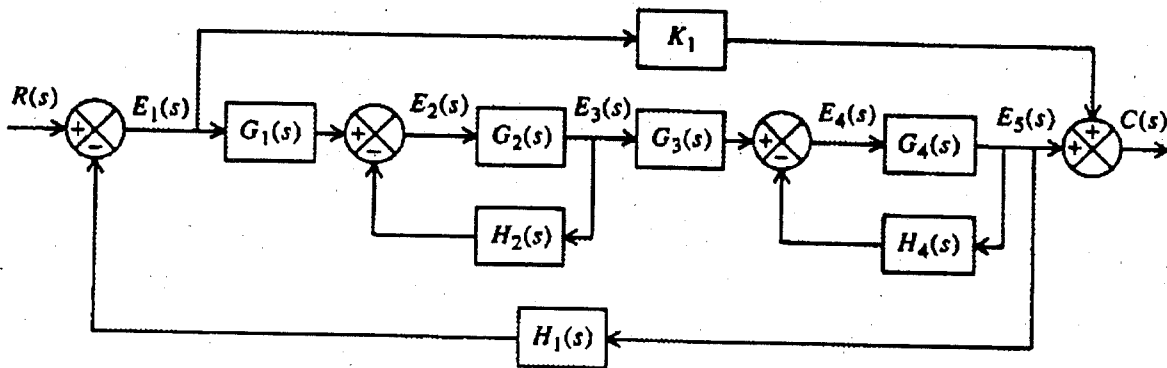 K₁
R(s) E₁(s) G₁(s) E₂(s) G₂(s) E₃(s) G₃(s) E₄(s) G₄(s) E₅(s) C(s)
H₂(s) H₄(s)
H₁(s)